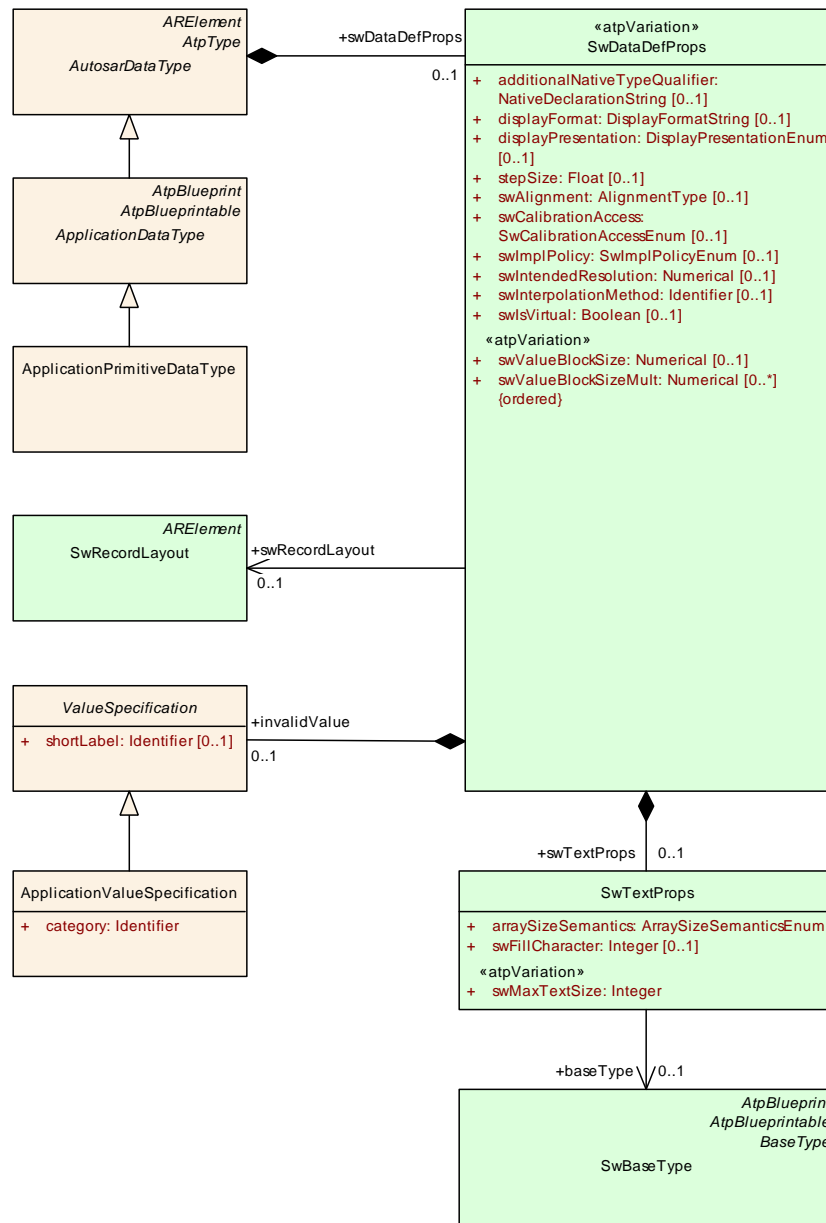 ARElement
AtpType
AutosarDataType
+swDataDefProps
0..1
«atpVariation»
SwDataDefProps
+ additionalNativeTypeQualifier:
NativeDeclarationString [0..1]
+ displayFormat: DisplayFormatString [0..1]
+ displayPresentation: DisplayPresentationEnum
[0..1]
+ stepSize: Float [0..1]
+ swAlignment: AlignmentType [0..1]
+ swCalibrationAccess:
SwCalibrationAccessEnum [0..1]
+ swImplPolicy: SwImplPolicyEnum [0..1]
+ swIntendedResolution: Numerical [0..1]
+ swInterpolationMethod: Identifier [0..1]
+ swIsVirtual: Boolean [0..1]
«atpVariation»
+ swValueBlockSize: Numerical [0..1]
+ swValueBlockSizeMult: Numerical [0..*]
{ordered}
AtpBlueprint
AtpBlueprintable
ApplicationDataType
ApplicationPrimitiveDataType
ARElement
SwRecordLayout
+swRecordLayout
0..1
ValueSpecification
+ shortLabel: Identifier [0..1]
+invalidValue
0..1
ApplicationValueSpecification
+ category: Identifier
+swTextProps
0..1
SwTextProps
+ arraySizeSemantics: ArraySizeSemanticsEnum
+ swFillCharacter: Integer [0..1]
«atpVariation»
+ swMaxTextSize: Integer
+baseType
0..1
AtpBlueprint
AtpBlueprintable
BaseType
SwBaseType